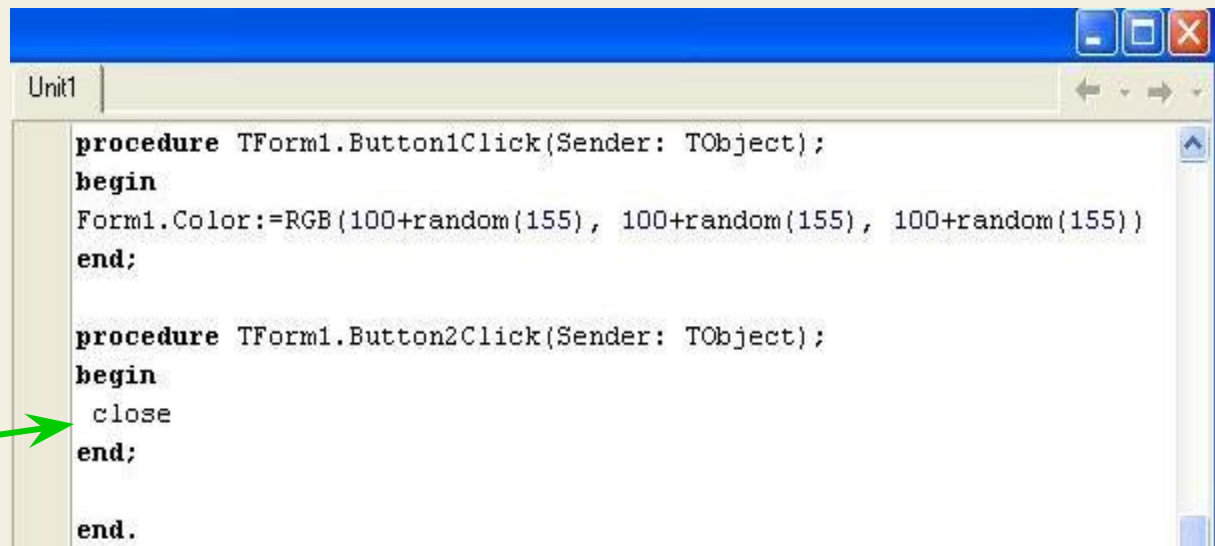 Unit1
procedure TForm1.Button1Click(Sender: TObject);
begin
Form1.Color:=RGB(100+random(155), 100+random(155), 100+random(155))
end;
procedure TForm1.Button2Click(Sender: TObject);
begin
close
end;
end.